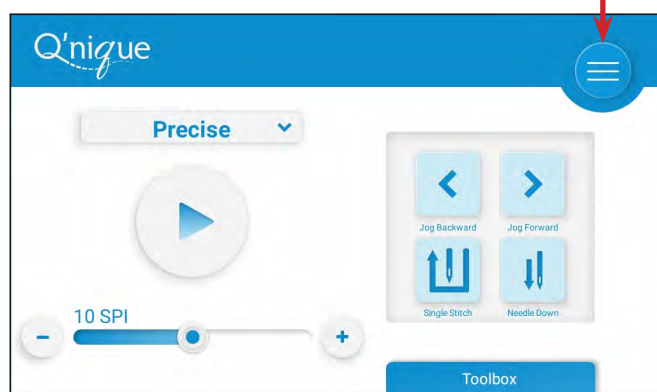 Q'nique
Precise
10 SPI
Jog Backward
Jog Forward
Single Stitch
Needle Down
Toolbox